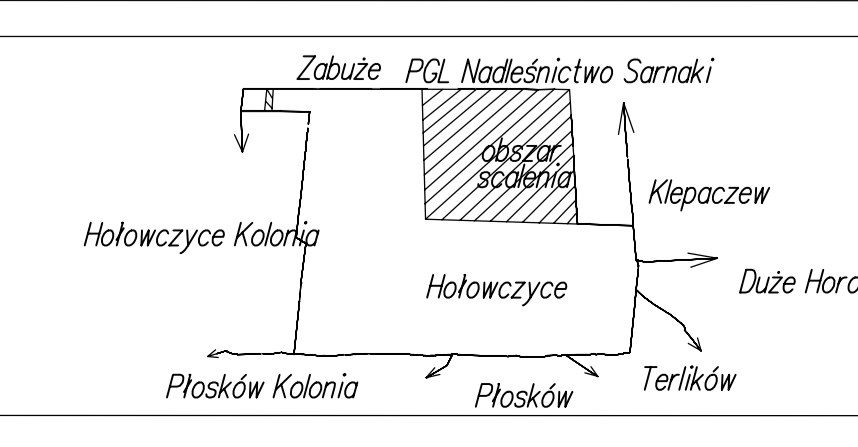 Zabuże PGL Nadleśnictwo Sarnaki
obszar
scalenia
Klepaczew
Hołowczyce Kolonia
Hołowczyce
Duże Horo
Płosków Kolonia
Płosków
Terlików